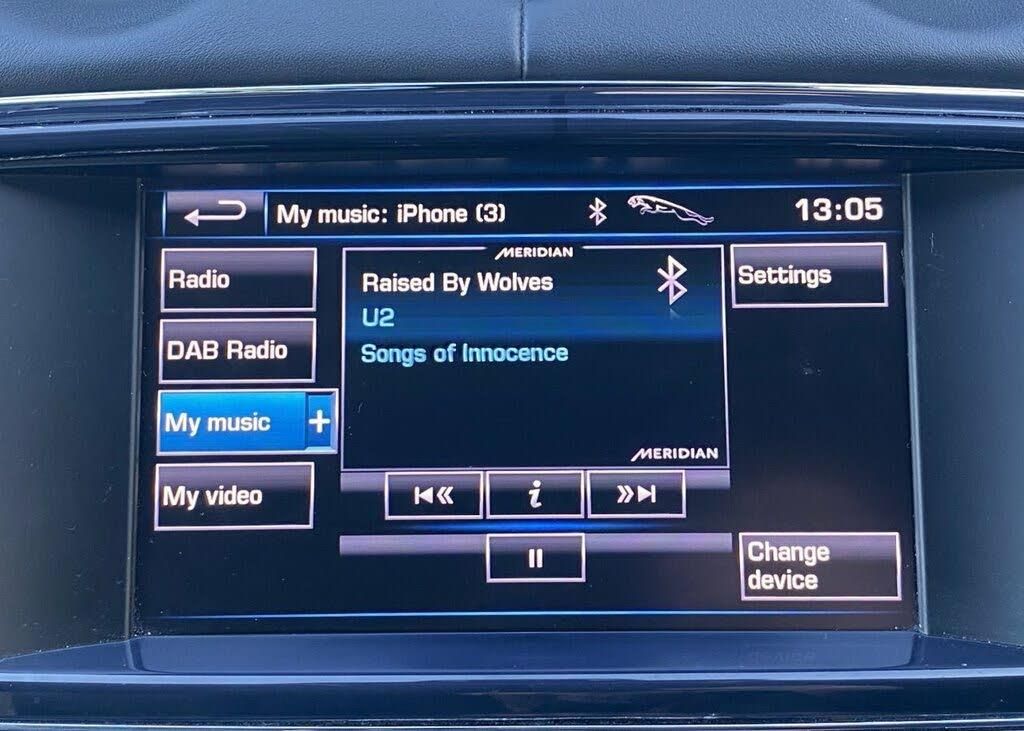 My music: iPhone (3)
13:05
Radio
DAB Radio
My music +
My video
MERIDIAN
Raised By Wolves
U2
Songs of Innocence
MERIDIAN
i
Settings
Change
device